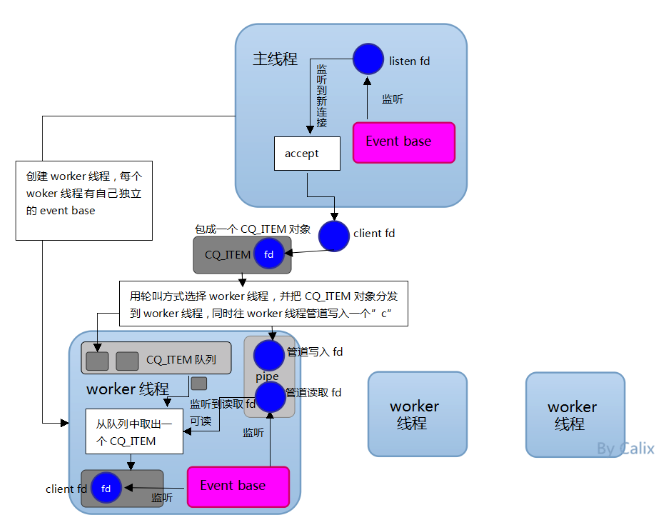 主线程
listen fd
监听到新连接
监听
Event base
accept
创建 worker 线程，每个
woker 线程有自己独立
的 event base
包成一个 CQ_ITEM 对象
client fd
CQ_ITEM
fd
用轮叫方式选择 worker 线程，并把 CQ_ITEM 对象分发
到 worker 线程，同时往 worker 线程管道写入一个”c”
CQ_ITEM 队列
管道写入 fd
pipe
worker 线程
管道读取 fd
监听到读取 fd
可读
从队列中取出一
个 CQ_ITEM
监听
client fd
fd
监听
Event base
worker
线程
worker
线程
By Calix